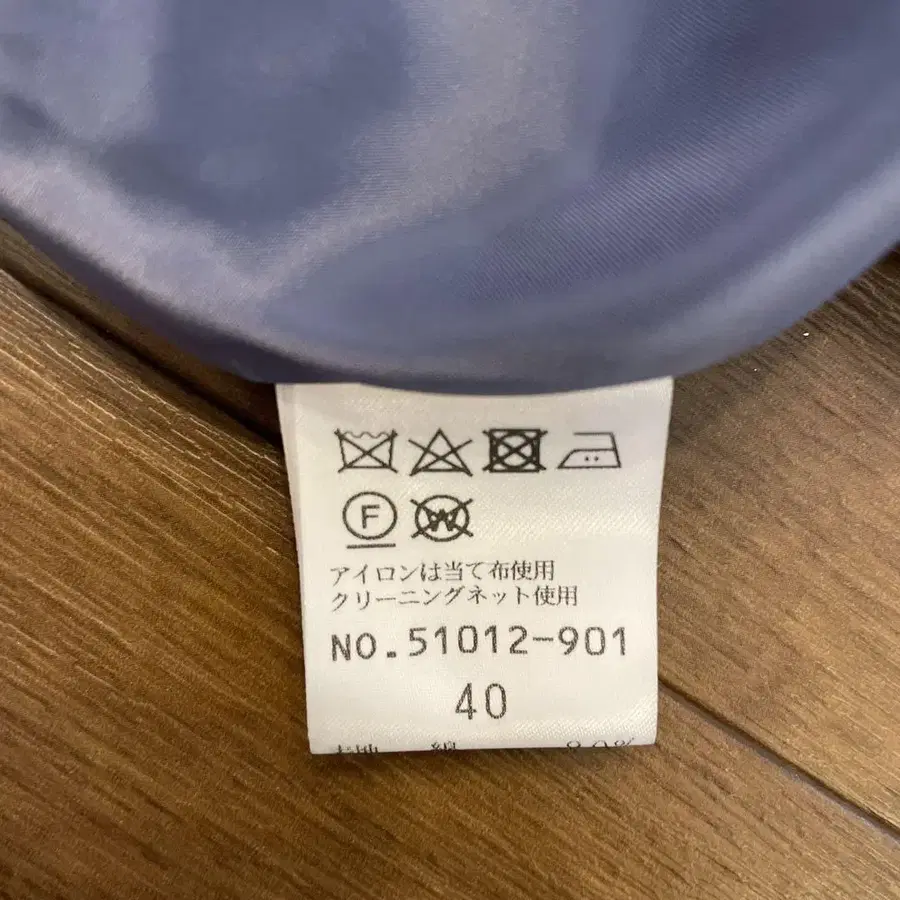 F W
アイロンは当て布使用
クリーニングネット使用
NO.51012-901
40